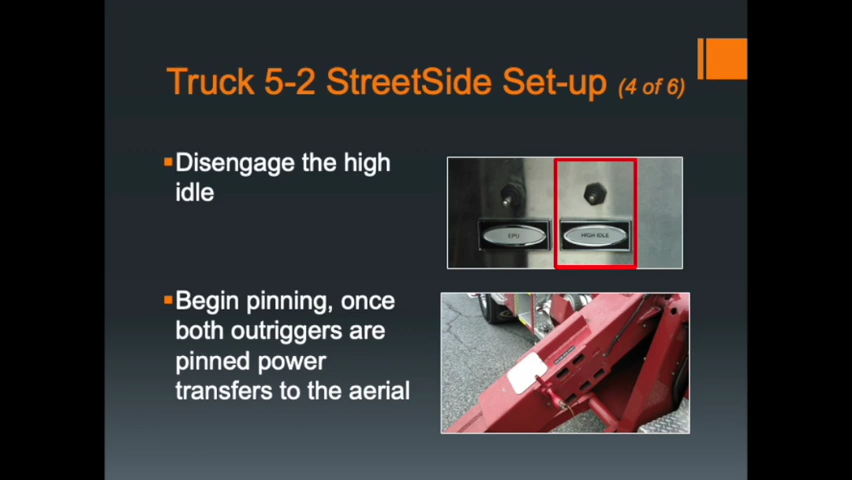 Truck 5-2 StreetSide Set-up (4 of 6)
Disengage the high
idle
EPU
HIGH IDLE
Begin pinning, once
both outriggers are
pinned power
transfers to the aerial